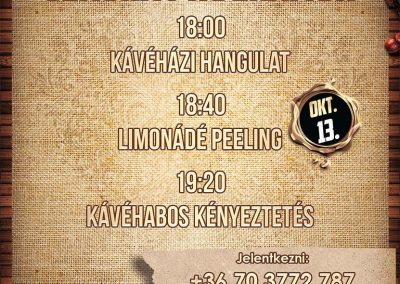 18:00
KÁVÉHÁZI HANGULAT
18:40
LIMONÁDÉ PEELING
OKT.
13.
19:20
KÁVÉHABOS KÉNYEZTETÉS
Jelentkezni:
+36 70 3772 787